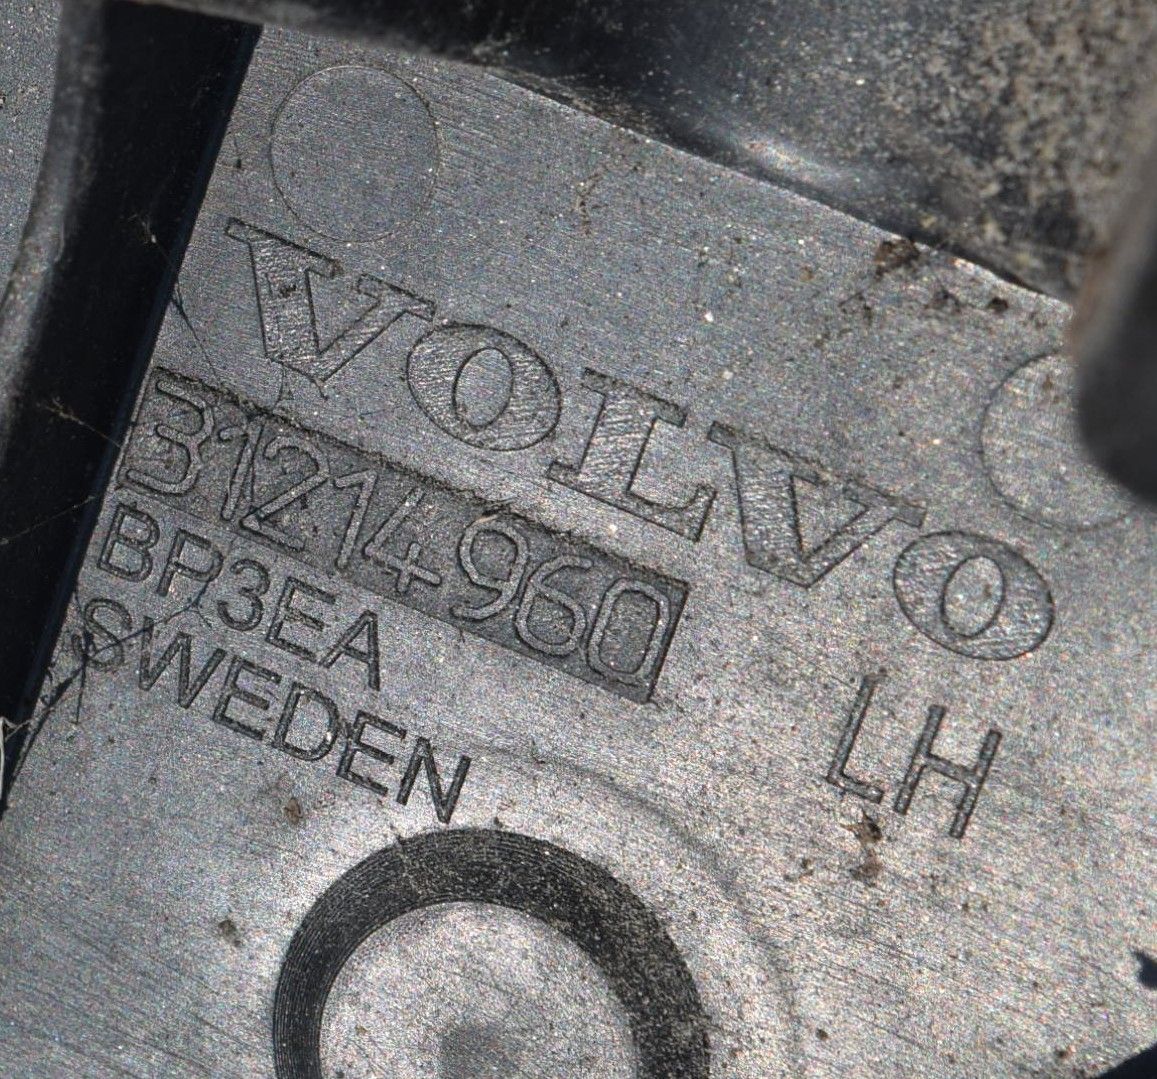 VOLVO
31214960
BP3EA
SWEDEN
LH